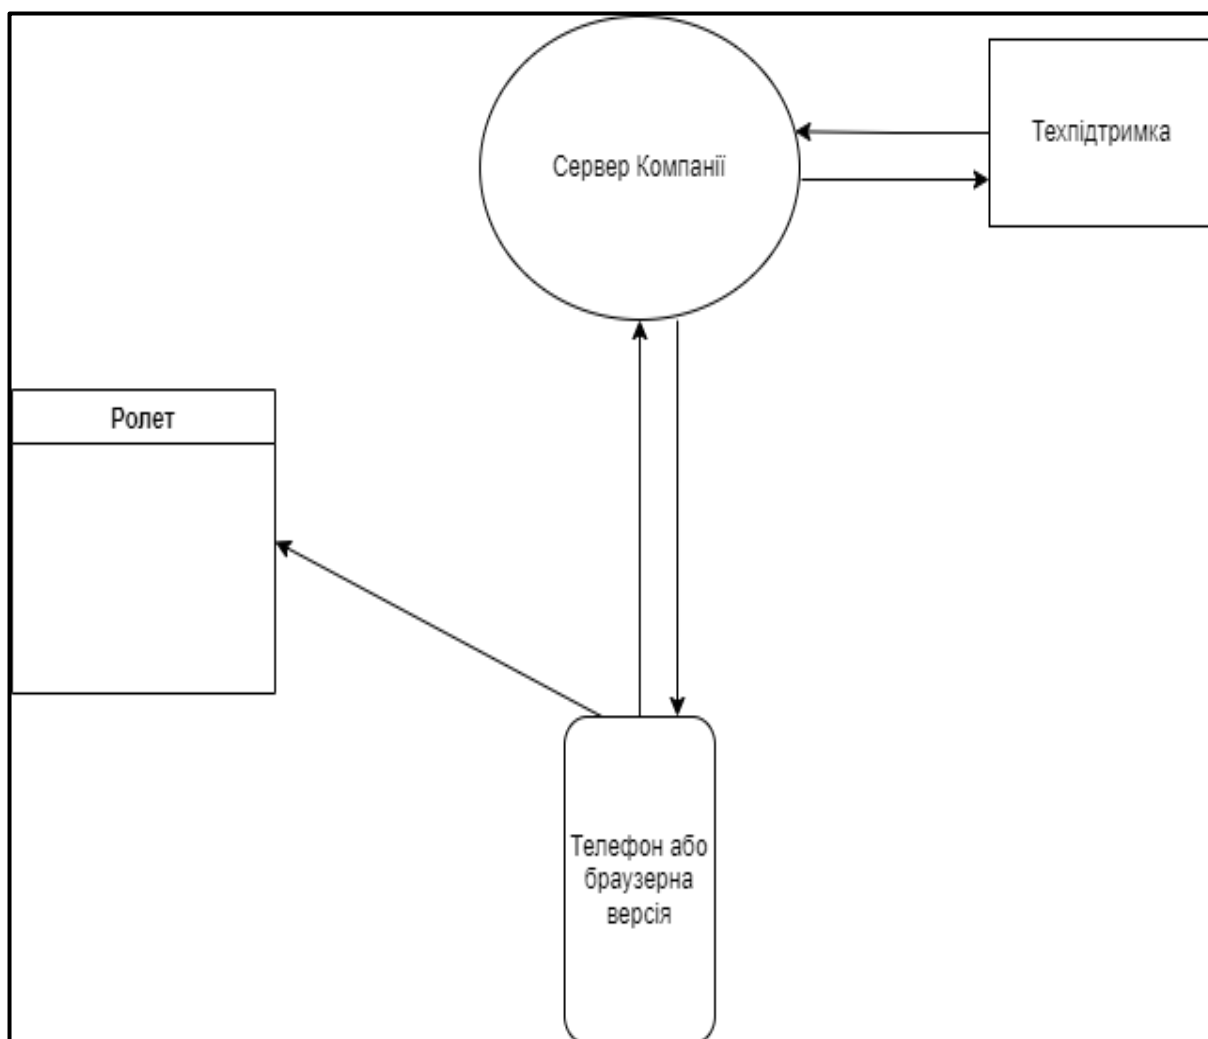 Сервер Компанії
Техпідтримка
Ролет
Телефон або
браузерна
версія